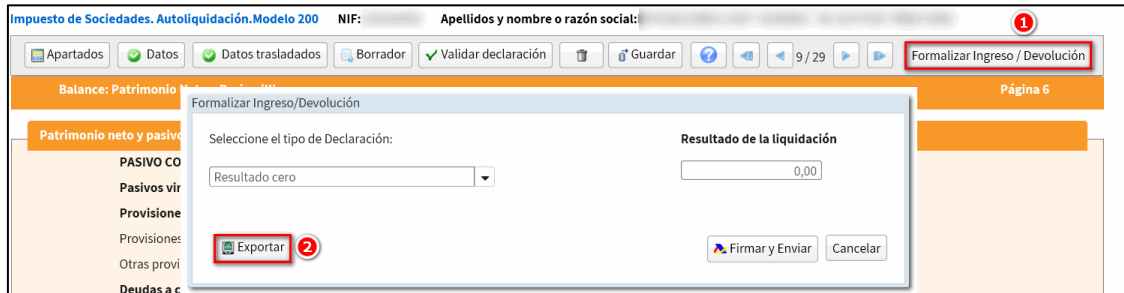 Impuesto de Sociedades. Autoliquidación.Modelo 200 NIF: Apellidos y nombre o razón social:
1
Apartados Datos Datos trasladados Borrador Validar declaración Guardar ? 9 / 29 Formalizar Ingreso / Devolución
Balance: Patrimonio Página 6
Formalizar Ingreso/Devolución
Patrimonio neto y pasivo
Seleccione el tipo de Declaración: Resultado de la liquidación
PASIVO CO
Resultado cero 0,00
Pasivos vin
Provisione
Provisiones
Exportar 2 Firmar y Enviar Cancelar
Otras provi
Deudas a c